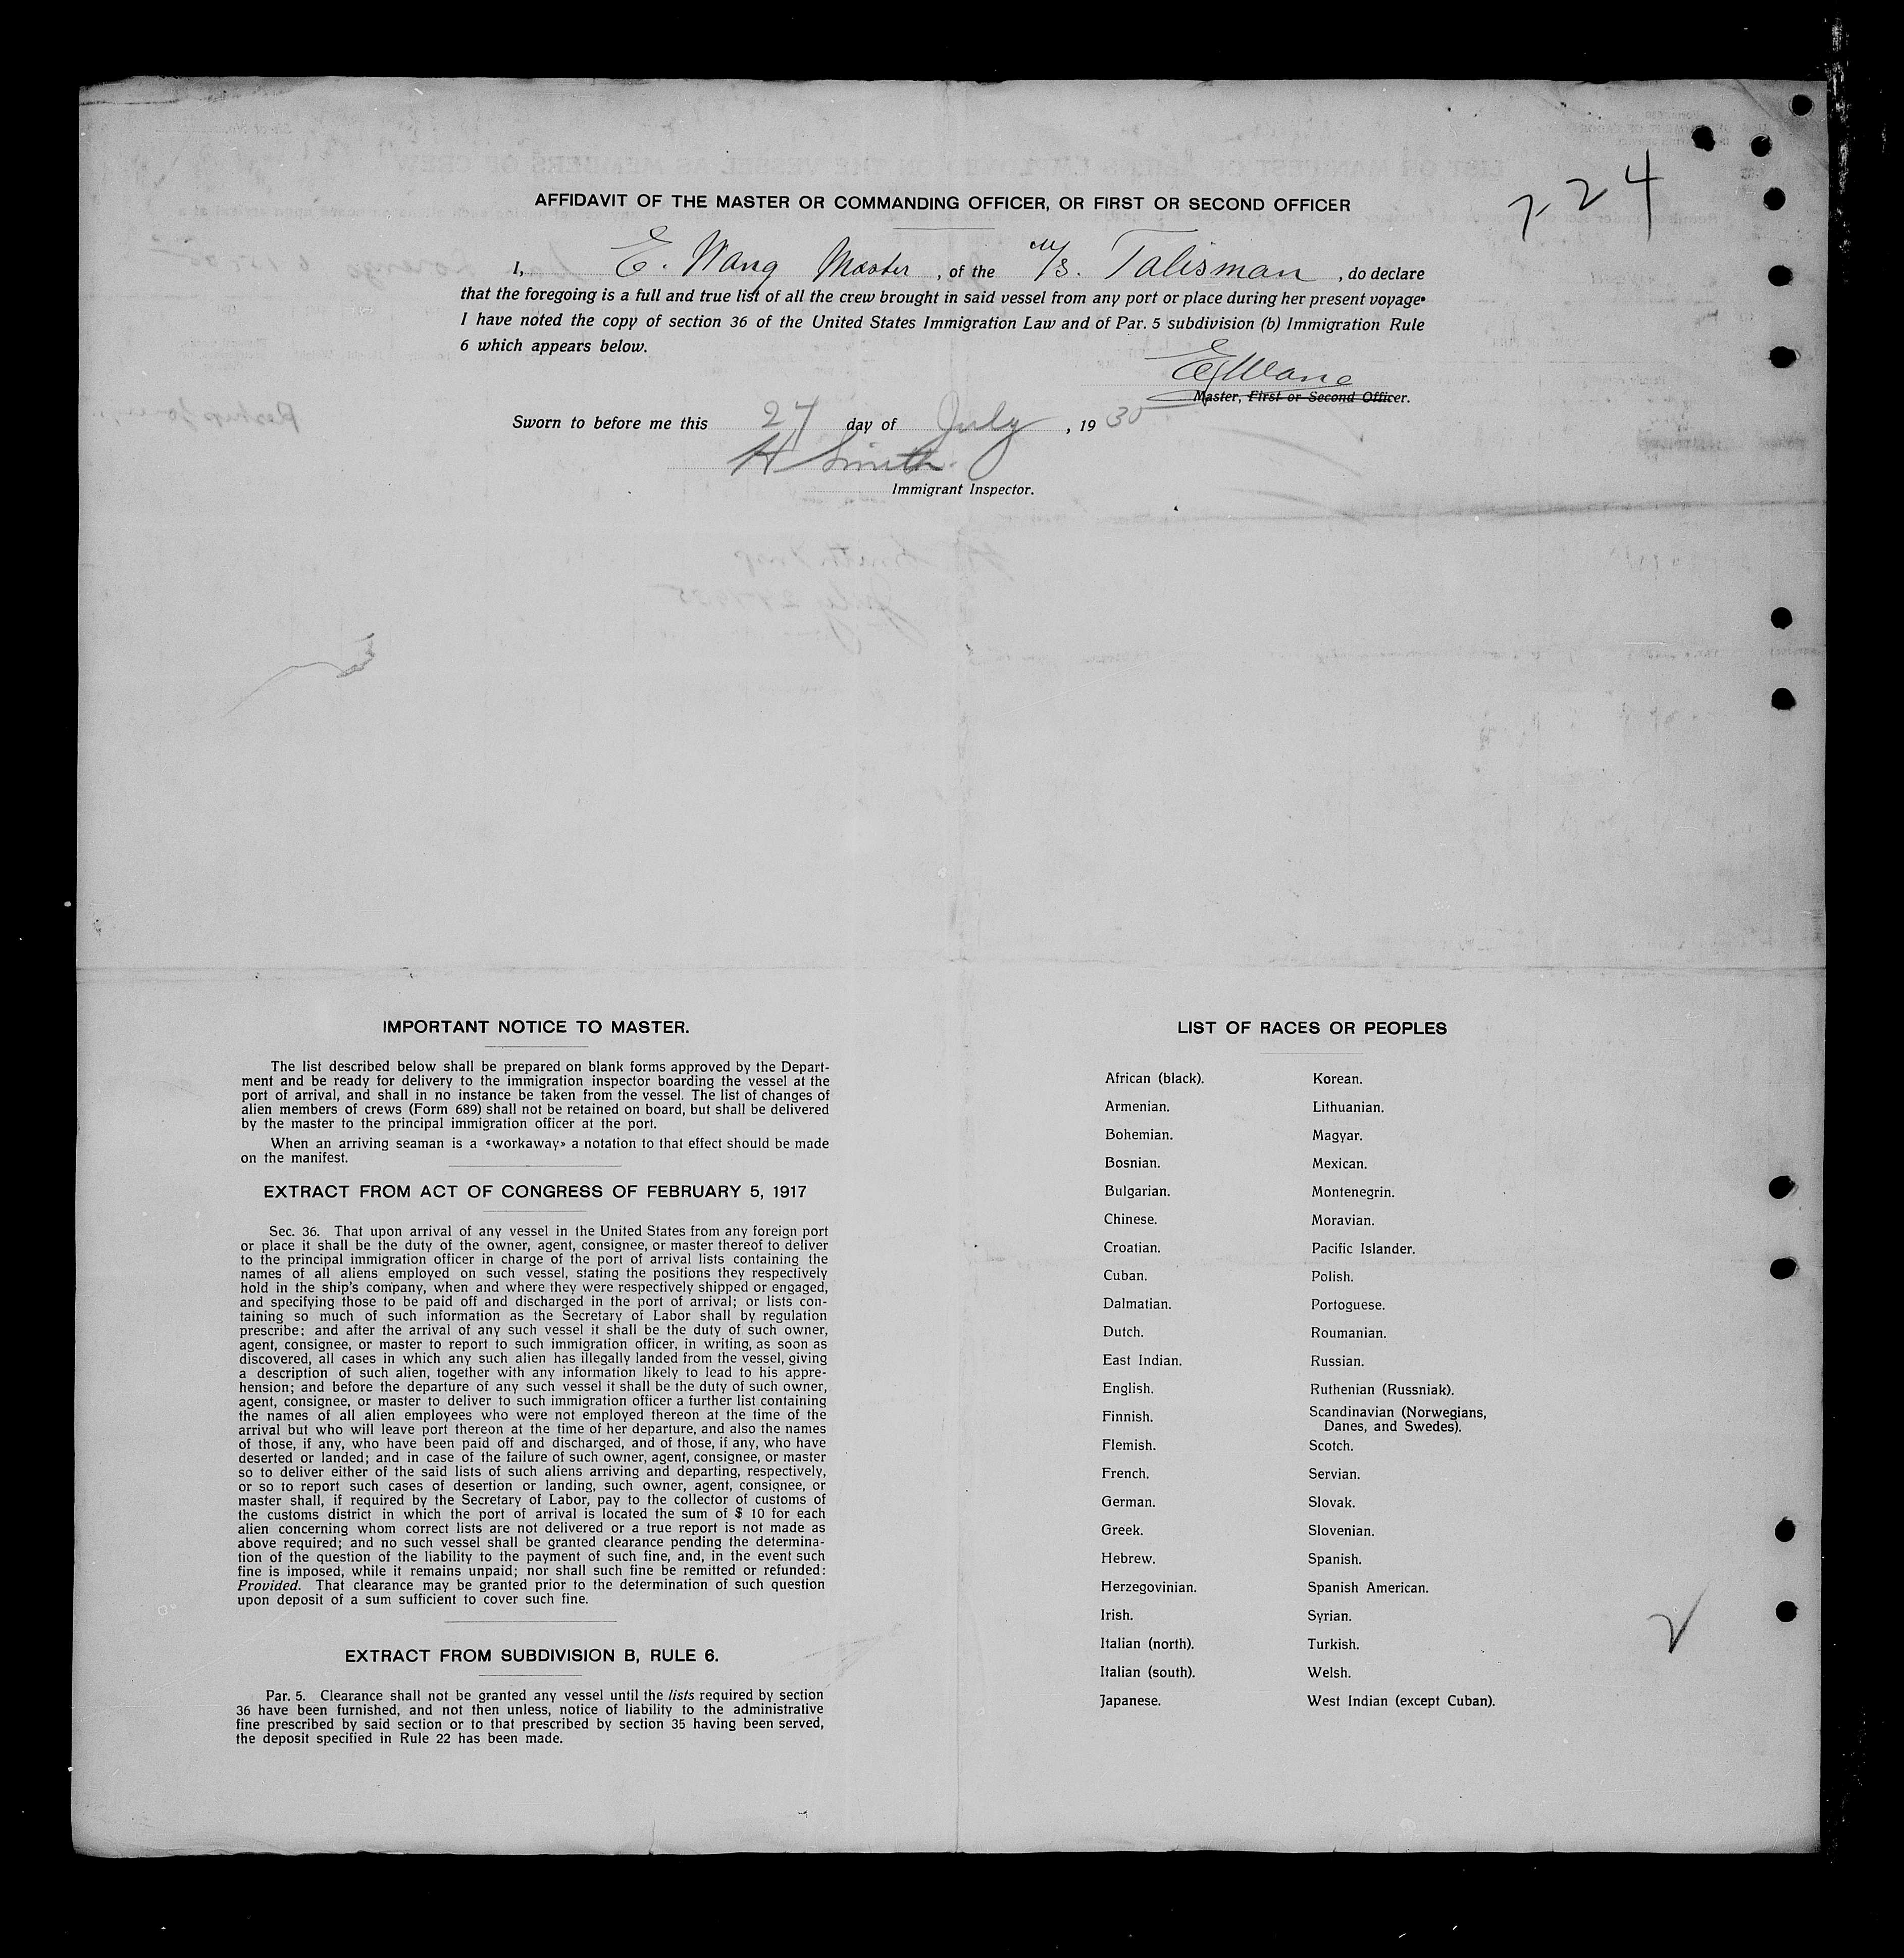 7-24
AFFIDAVIT OF THE MASTER OR COMMANDING OFFICER, OR FIRST OR SECOND OFFICER
I, E. Wang Master, of the M/S. Talisman, do declare
that the foregoing is a full and true list of all the crew brought in said vessel from any port or place during her present voyage.
I have noted the copy of section 36 of the United States Immigration Law and of Par. 5 subdivision (b) Immigration Rule
6 which appears below.
E Wang
Master, First or Second Officer.
Sworn to before me this 27 day of July, 1935
H Smith
Immigrant Inspector.
IMPORTANT NOTICE TO MASTER.
The list described below shall be prepared on blank forms approved by the Depart-
ment and be ready for delivery to the immigration inspector boarding the vessel at the
port of arrival, and shall in no instance be taken from the vessel. The list of changes of
alien members of crews (Form 689) shall not be retained on board, but shall be delivered
by the master to the principal immigration officer at the port.
When an arriving seaman is a «workaway» a notation to that effect should be made
on the manifest.
EXTRACT FROM ACT OF CONGRESS OF FEBRUARY 5, 1917
Sec. 36. That upon arrival of any vessel in the United States from any foreign port
or place it shall be the duty of the owner, agent, consignee, or master thereof to deliver
to the principal immigration officer in charge of the port of arrival lists containing the
names of all aliens employed on such vessel, stating the positions they respectively
hold in the ship's company, when and where they were respectively shipped or engaged,
and specifying those to be paid off and discharged in the port of arrival; or lists con-
taining so much of such information as the Secretary of Labor shall by regulation
prescribe: and after the arrival of any such vessel it shall be the duty of such owner,
agent, consignee, or master to report to such immigration officer, in writing, as soon as
discovered, all cases in which any such alien has illegally landed from the vessel, giving
a description of such alien, together with any information likely to lead to his appre-
hension; and before the departure of any such vessel it shall be the duty of such owner,
agent, consignee, or master to deliver to such immigration officer a further list containing
the names of all alien employees who were not employed thereon at the time of the
arrival but who will leave port thereon at the time of her departure, and also the names
of those, if any, who have been paid off and discharged, and of those, if any, who have
deserted or landed; and in case of the failure of such owner, agent, consignee, or master
so to deliver either of the said lists of such aliens arriving and departing, respectively,
or so to report such cases of desertion or landing, such owner, agent, consignee, or
master shall, if required by the Secretary of Labor, pay to the collector of customs of
the customs district in which the port of arrival is located the sum of $ 10 for each
alien concerning whom correct lists are not delivered or a true report is not made as
above required; and no such vessel shall be granted clearance pending the determina-
tion of the question of the liability to the payment of such fine, and, in the event such
fine is imposed, while it remains unpaid; nor shall such fine be remitted or refunded:
Provided. That clearance may be granted prior to the determination of such question
upon deposit of a sum sufficient to cover such fine.
EXTRACT FROM SUBDIVISION B, RULE 6.
Par. 5. Clearance shall not be granted any vessel until the lists required by section
36 have been furnished, and not then unless, notice of liability to the administrative
fine prescribed by said section or to that prescribed by section 35 having been served,
the deposit specified in Rule 22 has been made.
LIST OF RACES OR PEOPLES
African (black).
Armenian.
Bohemian.
Bosnian.
Bulgarian.
Chinese.
Croatian.
Cuban.
Dalmatian.
Dutch.
East Indian.
English.
Finnish.
Flemish.
French.
German.
Greek.
Hebrew.
Herzegovinian.
Irish.
Italian (north).
Italian (south).
Japanese.
Korean.
Lithuanian.
Magyar.
Mexican.
Montenegrin.
Moravian.
Pacific Islander.
Polish.
Portoguese.
Roumanian.
Russian.
Ruthenian (Russniak).
Scandinavian (Norwegians,
Danes, and Swedes).
Scotch.
Servian.
Slovak.
Slovenian.
Spanish.
Spanish American.
Syrian.
Turkish.
Welsh.
West Indian (except Cuban).